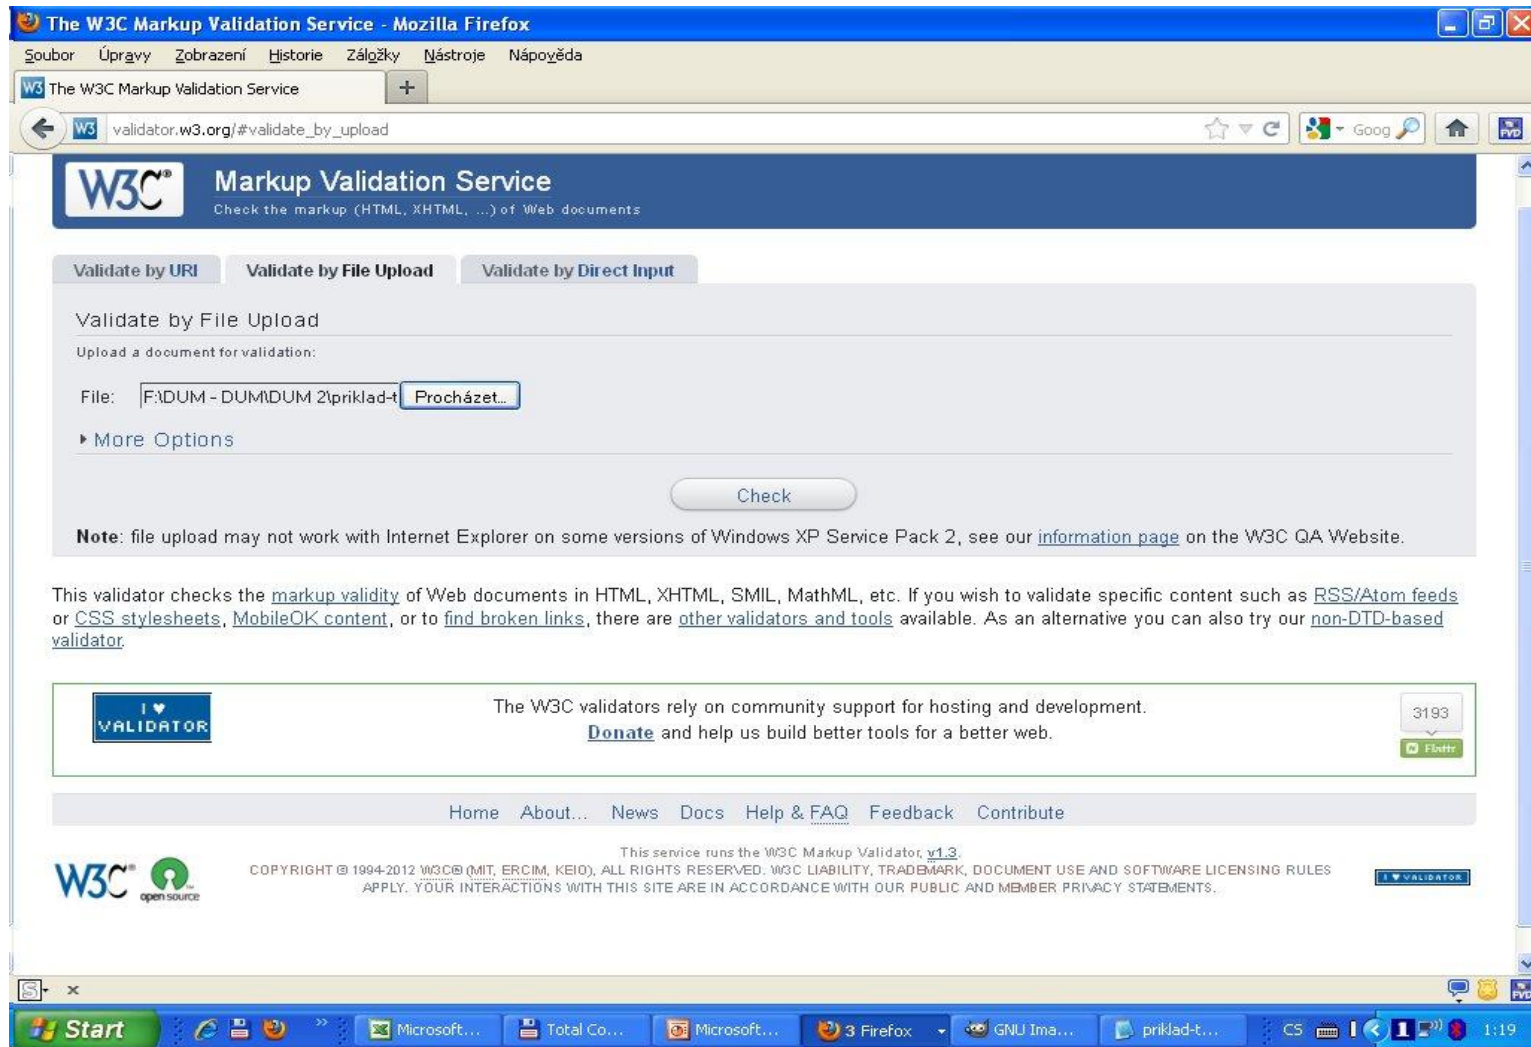 The W3C Markup Validation Service - Mozilla Firefox
Soubor Úpravy Zobrazení Historie Záložky Nástroje Nápověda
W3 The W3C Markup Validation Service +
W3 validator.w3.org/#validate_by_upload Goog
W3C® Markup Validation Service
Check the markup (HTML, XHTML, ...) of Web documents
Validate by URI Validate by File Upload Validate by Direct Input
Validate by File Upload
Upload a document for validation:
File: F:\DUM - DUM\DUM 2\priklad-t Procházet...
More Options
Check
Note: file upload may not work with Internet Explorer on some versions of Windows XP Service Pack 2, see our information page on the W3C QA Website.
This validator checks the markup validity of Web documents in HTML, XHTML, SMIL, MathML, etc. If you wish to validate specific content such as RSS/Atom feeds
or CSS stylesheets, MobileOK content, or to find broken links, there are other validators and tools available. As an alternative you can also try our non-DTD-based
validator.
I ♥
VALIDATOR
The W3C validators rely on community support for hosting and development.
Donate and help us build better tools for a better web.
3193
Flattr
Home About... News Docs Help & FAQ Feedback Contribute
This service runs the W3C Markup Validator, v1.3.
W3C® open source
COPYRIGHT © 1994-2012 W3C® (MIT, ERCIM, KEIO), ALL RIGHTS RESERVED. W3C LIABILITY, TRADEMARK, DOCUMENT USE AND SOFTWARE LICENSING RULES
APPLY. YOUR INTERACTIONS WITH THIS SITE ARE IN ACCORDANCE WITH OUR PUBLIC AND MEMBER PRIVACY STATEMENTS.
I ♥ VALIDATOR
S x
Start » Microsoft... Total Co... Microsoft... 3 Firefox GNU Ima... priklad-t... CS 1 1:19